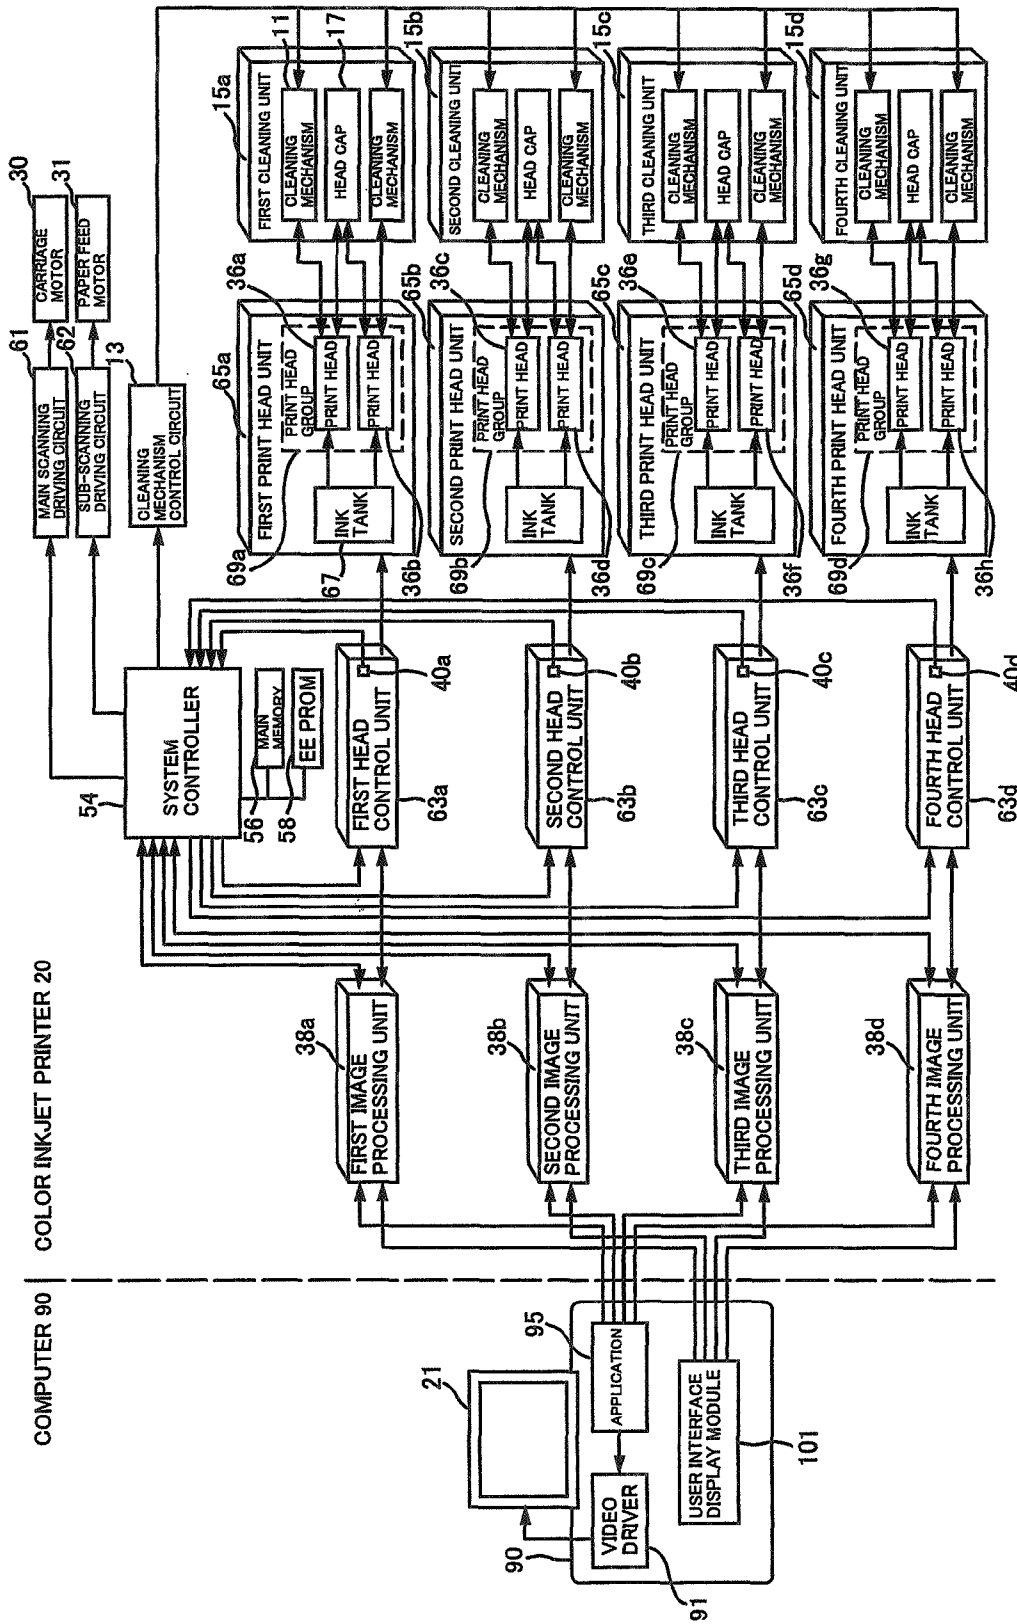 COMPUTER 90
COLOR INKJET PRINTER 20
21
90
VIDEO
DRIVER
91
APPLICATION
95
USER INTERFACE
DISPLAY MODULE
101
38a
FIRST IMAGE
PROCESSING UNIT
38b
SECOND IMAGE
PROCESSING UNIT
38c
THIRD IMAGE
PROCESSING UNIT
38d
FOURTH IMAGE
PROCESSING UNIT
54
SYSTEM
CONTROLLER
56
MAIN
MEMORY
58
EE PROM
FIRST HEAD
CONTROL UNIT
63a
40a
SECOND HEAD
CONTROL UNIT
63b
40b
THIRD HEAD
CONTROL UNIT
63c
40c
FOURTH HEAD
CONTROL UNIT
63d
40d
61
MAIN SCANNING
DRIVING CIRCUIT
62
SUB-SCANNING
DRIVING CIRCUIT
13
CLEANING
MECHANISM
CONTROL CIRCUIT
30
CARRIAGE
MOTOR
31
PAPER FEED
MOTOR
65a
FIRST PRINT HEAD UNIT
PRINT HEAD
GROUP
36a
PRINT HEAD
PRINT HEAD
INK
TANK
69a
67
36b
65b
SECOND PRINT HEAD UNIT
PRINT HEAD
GROUP
36c
PRINT HEAD
PRINT HEAD
INK
TANK
69b
36d
65c
THIRD PRINT HEAD UNIT
PRINT HEAD
GROUP
36e
PRINT HEAD
PRINT HEAD
INK
TANK
69c
36f
65d
FOURTH PRINT HEAD UNIT
PRINT HEAD
GROUP
36g
PRINT HEAD
PRINT HEAD
INK
TANK
69d
36h
15a
FIRST CLEANING UNIT
11
CLEANING
MECHANISM
17
HEAD CAP
CLEANING
MECHANISM
15b
SECOND CLEANING UNIT
CLEANING
MECHANISM
HEAD CAP
CLEANING
MECHANISM
15c
THIRD CLEANING UNIT
CLEANING
MECHANISM
HEAD CAP
CLEANING
MECHANISM
15d
FOURTH CLEANING UNIT
CLEANING
MECHANISM
HEAD CAP
CLEANING
MECHANISM